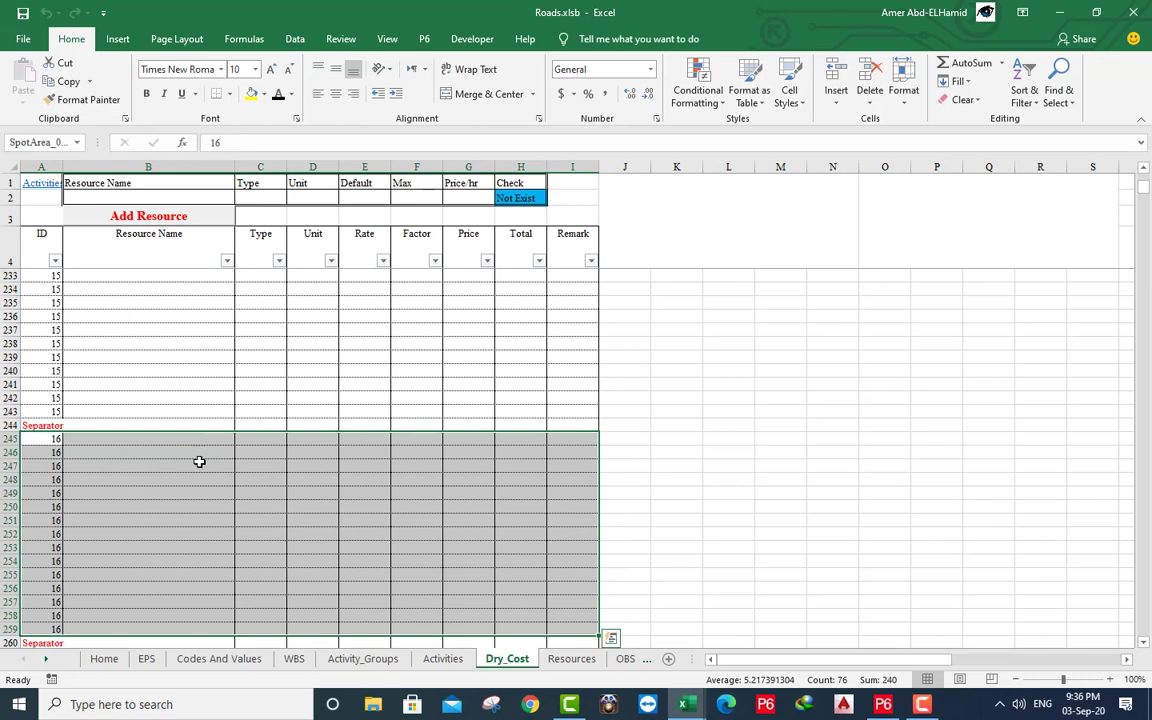 Roads.xlsb - Excel
Amer Abd-ELHamid
File Home Insert Page Layout Formulas Data Review View P6 Developer Help Tell me what you want to do Share
Paste Cut Copy Format Painter Clipboard
Times New Roma 10 B I U A A A Font
Wrap Text Merge & Center Alignment
General $ % , Number
Conditional Formatting Format as Table Cell Styles Styles
Insert Delete Format Cells
AutoSum Fill Clear Sort & Filter Find & Select Editing
SpotArea_0... fx 16
A B C D E F G H I J K L M N O P Q R S
1 Activities Resource Name Type Unit Default Max Price/hr Check
2 Not Exist
3 Add Resource
4 ID Resource Name Type Unit Rate Factor Price Total Remark
233 15
234 15
235 15
236 15
237 15
238 15
239 15
240 15
241 15
242 15
243 15
244 Separator
245 16
246 16
247 16
248 16
249 16
250 16
251 16
252 16
253 16
254 16
255 16
256 16
257 16
258 16
259 16
260 Separator
Home EPS Codes And Values WBS Activity_Groups Activities Dry_Cost Resources OBS ...
Ready Average: 5.217391304 Count: 76 Sum: 240 100%
Type here to search P6 P6 ENG 9:36 PM
03-Sep-20